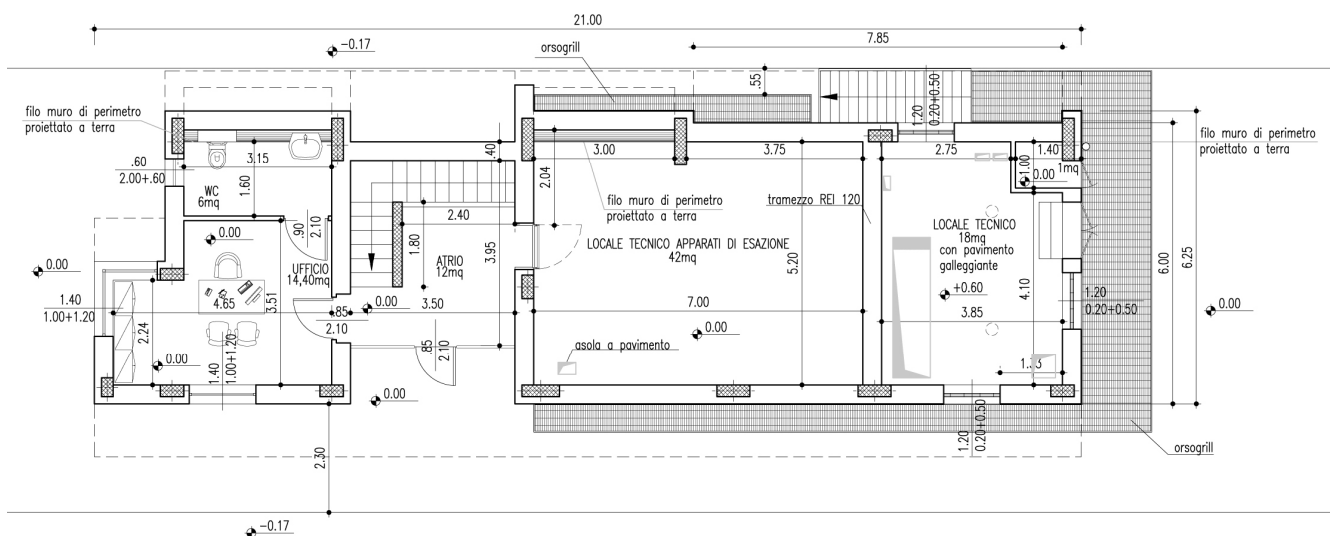 21.00
−0.17
orsogrill
7.85
.55
filo muro di perimetro
proiettato a terra
1.20
0.20+0.50
filo muro di perimetro
proiettato a terra
.60
2.00+.60
3.15
.40
3.00
3.75
2.75
1.40
1.00
1mq
0.00
WC
6mq
1.60
2.04
filo muro di perimetro
proiettato a terra
tramezzo REI 120
.90
2.10
2.40
0.00
1.80
3.95
LOCALE TECNICO APPARATI DI ESAZIONE
42mq
5.20
LOCALE TECNICO
18mq
con pavimento
galleggiante
+0.60
6.00
6.25
0.00
UFFICIO
14,40mq
ATRIO
12mq
4.10
1.40
1.00+1.20
4.65
3.51
.85
2.10
0.00
3.50
7.00
3.85
1.20
0.20+0.50
0.00
2.24
0.00
1.40
1.00+1.20
.85
2.10
0.00
asola a pavimento
0.00
2.30
1.20
0.20+0.50
orsogrill
−0.17